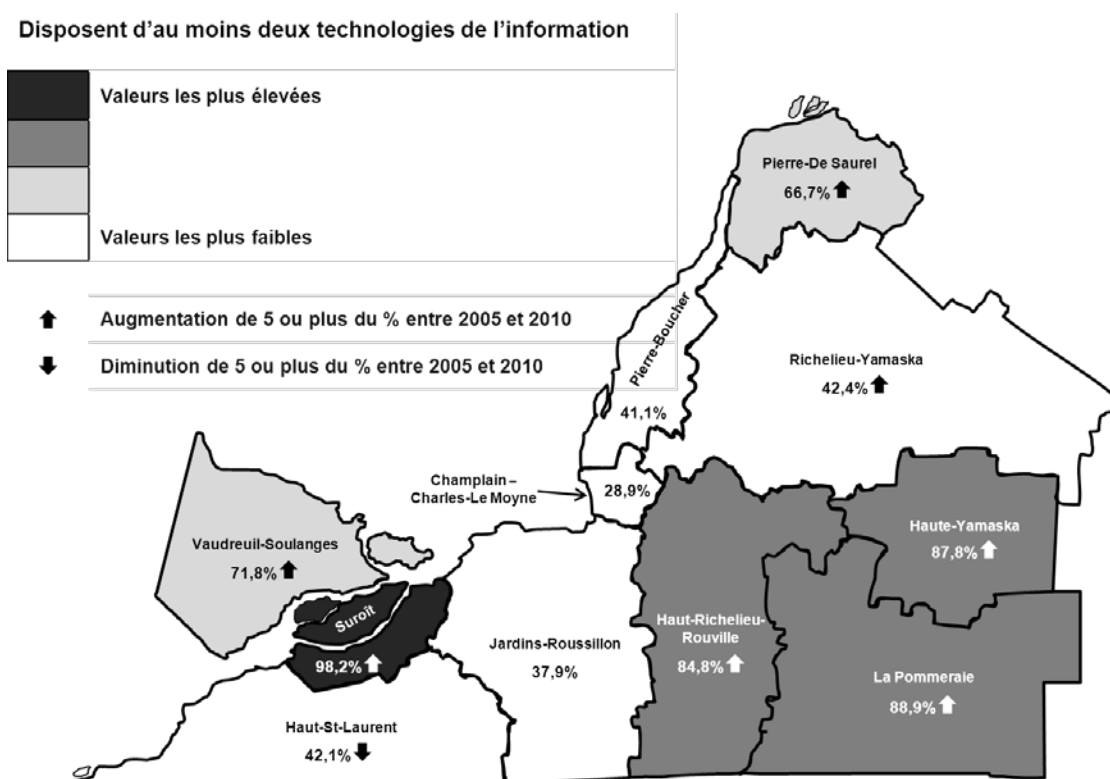 Disposent d'au moins deux technologies de l'information
Valeurs les plus élevées
Valeurs les plus faibles
Augmentation de 5 ou plus du % entre 2005 et 2010
Diminution de 5 ou plus du % entre 2005 et 2010
Pierre-De Saurel
66,7%
Pierre-Boucher
41,1%
Richelieu-Yamaska
42,4%
Champlain –
Charles-Le Moyne
28,9%
Vaudreuil-Soulanges
71,8%
Suroît
98,2%
Haut-St-Laurent
42,1%
Jardins-Roussillon
37,9%
Haut-Richelieu-
Rouville
84,8%
Haute-Yamaska
87,8%
La Pommeraie
88,9%